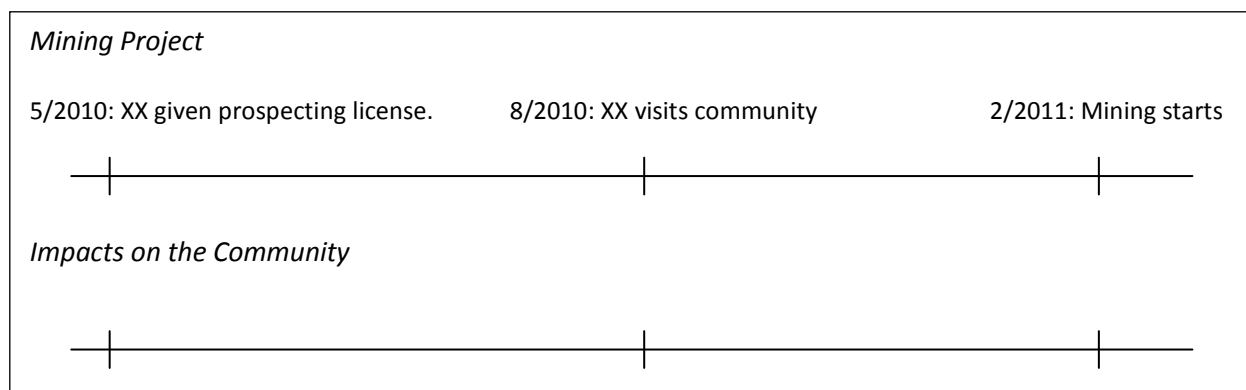 Mining Project
5/2010: XX given prospecting license. 8/2010: XX visits community 2/2011: Mining starts
Impacts on the Community